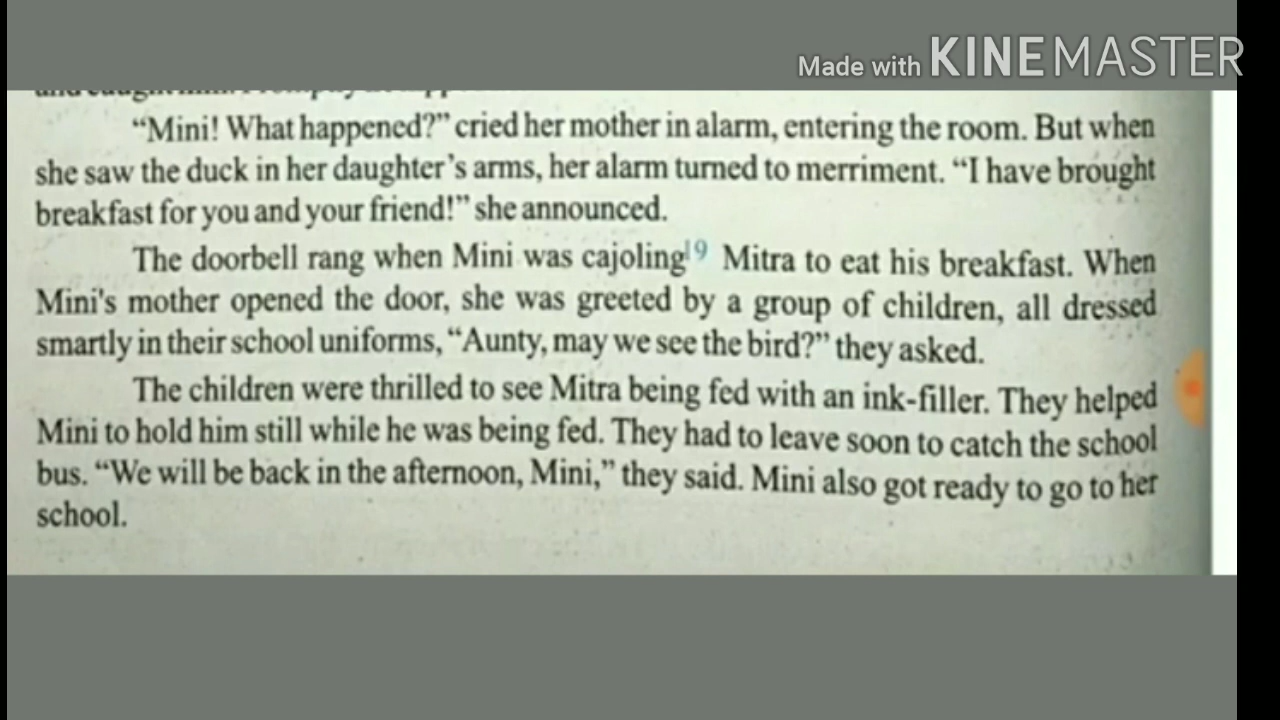 Made with KINEMASTER
“Mini! What happened?” cried her mother in alarm, entering the room. But when
she saw the duck in her daughter’s arms, her alarm turned to merriment. “I have brought
breakfast for you and your friend!” she announced.
The doorbell rang when Mini was cajoling19 Mitra to eat his breakfast. When
Mini's mother opened the door, she was greeted by a group of children, all dressed
smartly in their school uniforms, “Aunty, may we see the bird?” they asked.
The children were thrilled to see Mitra being fed with an ink-filler. They helped
Mini to hold him still while he was being fed. They had to leave soon to catch the school
bus. “We will be back in the afternoon, Mini,” they said. Mini also got ready to go to her
school.